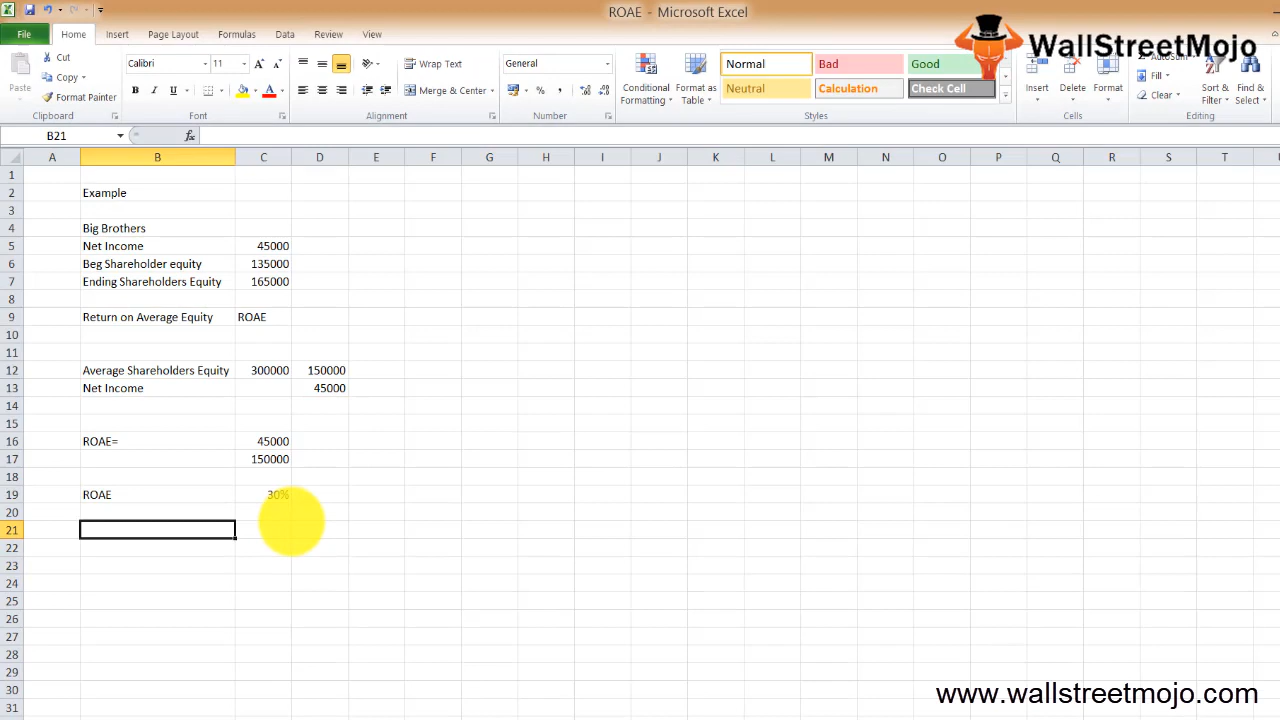 ROAE - Microsoft Excel
File Home Insert Page Layout Formulas Data Review View
WallStreetMojo
Paste
Cut
Copy
Format Painter
Clipboard
Calibri 11
B I U
Font
Wrap Text
Merge & Center
Alignment
General
$ % ,
Number
Conditional Formatting
Format as Table
Normal Bad Good
Neutral Calculation Check Cell
Styles
Insert Delete Format
Cells
AutoSum
Fill
Clear
Sort & Filter
Find & Select
Editing
B21 fx
A B C D E F G H I J K L M N O P Q R S T
1
2 Example
3
4 Big Brothers
5 Net Income 45000
6 Beg Shareholder equity 135000
7 Ending Shareholders Equity 165000
8
9 Return on Average Equity ROAE
10
11
12 Average Shareholders Equity 300000 150000
13 Net Income 45000
14
15
16 ROAE= 45000
17 150000
18
19 ROAE 30%
20
21
22
23
24
25
26
27
28
29
30
31
www.wallstreetmojo.com